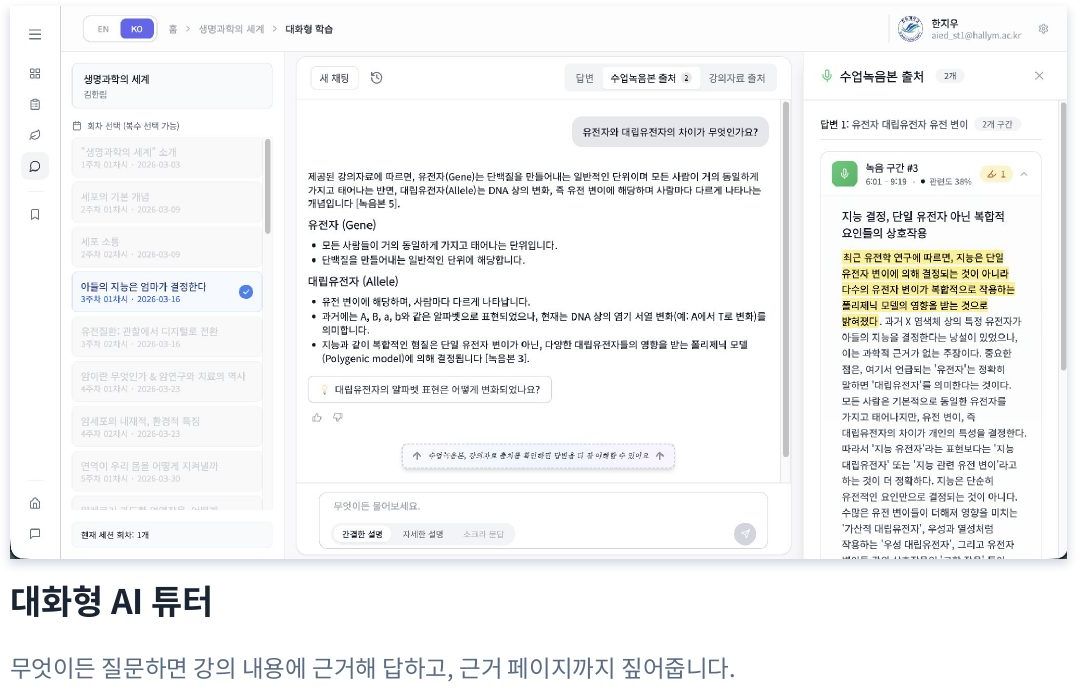 EN KO 홈 > 생명과학의 세계 > 대화형 학습
한지우
aied_st1@hallym.ac.kr
생명과학의 세계
김한림
회차 선택 (복수 선택 가능)
"생명과학의 세계" 소개
1주차 01차시 · 2026-03-03
세포의 기본 개념
2주차 01차시 · 2026-03-09
세포 소통
2주차 02차시 · 2026-03-09
아들의 지능은 엄마가 결정한다
3주차 01차시 · 2026-03-16
유전질환: 관찰에서 디지털로 전환
3주차 02차시 · 2026-03-16
암이란 무엇인가 & 암연구와 치료의 역사
4주차 01차시 · 2026-03-23
암세포의 내재적, 환경적 특징
4주차 02차시 · 2026-03-23
면역이 우리 몸을 어떻게 지켜낼까
5주차 01차시 · 2026-03-30
현재 세션 회차: 1개
새 채팅
답변 수업녹음본 출처 2 강의자료 출처
유전자와 대립유전자의 차이가 무엇인가요?
제공된 강의자료에 따르면, 유전자(Gene)는 단백질을 만들어내는 일반적인 단위이며 모든 사람이 거의 동일하게
가지고 태어나는 반면, 대립유전자(Allele)는 DNA 상의 변화, 즉 유전 변이에 해당하며 사람마다 다르게 나타나는
개념입니다 [녹음본 5].
유전자 (Gene)
• 모든 사람들이 거의 동일하게 가지고 태어나는 단위입니다.
• 단백질을 만들어내는 일반적인 단위에 해당합니다.
대립유전자 (Allele)
• 유전 변이에 해당하며, 사람마다 다르게 나타납니다.
• 과거에는 A, B, a, b와 같은 알파벳으로 표현되었으나, 현재는 DNA 상의 염기 서열 변화(예: A에서 T로 변화)를
의미합니다.
• 지능과 같이 복합적인 형질은 단일 유전자 변이가 아닌, 다양한 대립유전자들의 영향을 받는 폴리제닉 모델
(Polygenic model)에 의해 결정됩니다 [녹음본 3].
대립유전자의 알파벳 표현은 어떻게 변화되었나요?
↑ 수업녹음본, 강의자료 출처를 확인하면 답변을 더 잘 이해할 수 있어요 ↑
무엇이든 물어보세요.
간결한 설명 자세한 설명 소크라 문답
수업녹음본 출처 2개
답변 1: 유전자 대립유전자 유전 변이 2개 구간
녹음 구간 #3
6:01 - 9:19 · • 관련도 38%
1
지능 결정, 단일 유전자 아닌 복합적
요인들의 상호작용
최근 유전학 연구에 따르면, 지능은 단일
유전자 변이에 의해 결정되는 것이 아니라
다수의 유전자 변이가 복합적으로 작용하는
폴리제닉 모델의 영향을 받는 것으로
밝혀졌다. 과거 X 염색체 상의 특정 유전자가
아들의 지능을 결정한다는 낭설이 있었으나,
이는 과학적 근거가 없는 주장이다. 중요한
점은, 여기서 언급되는 '유전자'는 정확히
말하면 '대립유전자'를 의미한다는 것이다.
모든 사람은 기본적으로 동일한 유전자를
가지고 태어나지만, 유전 변이, 즉
대립유전자의 차이가 개인의 특성을 결정한다.
따라서 '지능 유전자'라는 표현보다는 '지능
대립유전자' 또는 '지능 관련 유전 변이'라고
하는 것이 더 정확하다. 지능은 단순히
유전적인 요인만으로 결정되는 것이 아니다.
수많은 유전 변이들이 더해져 영향을 미치는
'가산적 대립유전자', 우성과 열성처럼
작용하는 '우성 대립유전자', 그리고 유전자
대화형 AI 튜터
무엇이든 질문하면 강의 내용에 근거해 답하고, 근거 페이지까지 짚어줍니다.